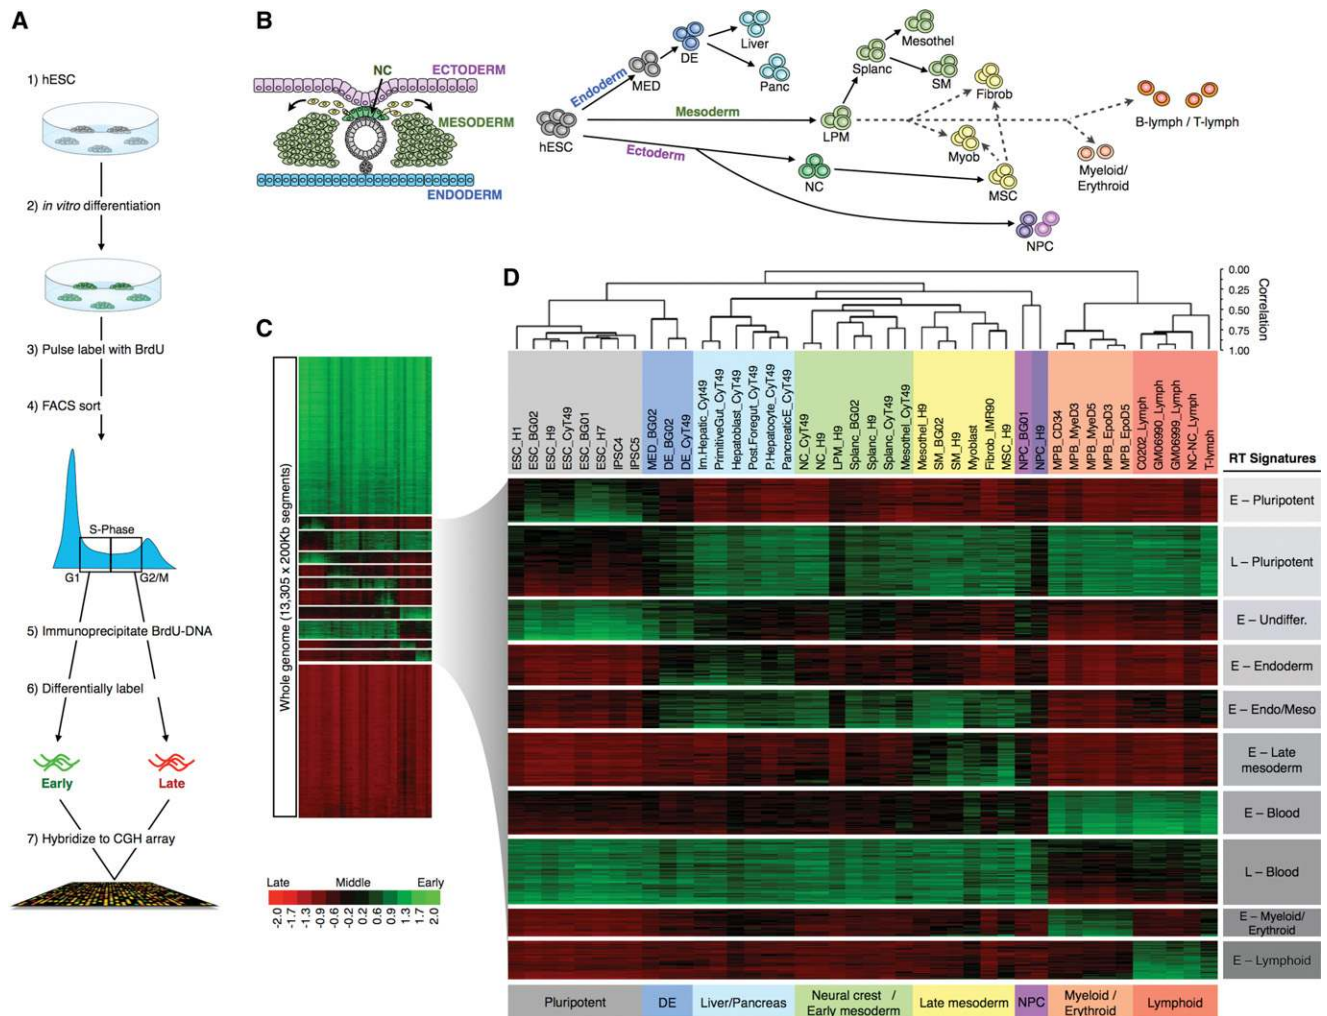 A
1) hESC
2) in vitro differentiation
3) Pulse label with BrdU
4) FACS sort
S-Phase
G1
G2/M
5) Immunoprecipitate BrdU-DNA
6) Differentially label
Early
Late
7) Hybridize to CGH array
B
NC
ECTODERM
MESODERM
ENDODERM
hESC
Endoderm
Mesoderm
Ectoderm
MED
DE
Liver
Panc
LPM
Splanc
Mesothel
SM
Fibrob
Myob
NC
MSC
NPC
B-lymph / T-lymph
Myeloid/
Erythroid
C
Whole genome (13,305 x 200Kb segments)
Late
Middle
Early
-2.0
-1.7
-1.3
-0.9
-0.6
-0.2
0.2
0.6
0.9
1.3
1.7
2.0
D
0.00
0.25
0.50
0.75
1.00
Correlation
ESC_H1
ESC_BG02
ESC_H9
ESC_CyT49
ESC_BG01
ESC_H7
IPSC4
IPSC5
MED_BG02
DE_BG02
DE_CyT49
Im.Hepatic_Cyt49
PrimitiveGut_CyT49
Hepatoblast_CyT49
Post.Foregut_CyT49
P.Hepatocyte_CyT49
PancreaticE_CyT49
NC_CyT49
NC_H9
LPM_H9
Splanc_BG02
Splanc_H9
Splanc_CyT49
Mesothel_CyT49
Mesothel_H9
SM_BG02
SM_H9
Myoblast
Fibrob_IMR90
MSC_H9
NPC_BG01
NPC_H9
MPB_CD34
MPB_MyeD3
MPB_MyeD5
MPB_EpoD3
MPB_EpoD5
C0202_Lymph
GM06990_Lymph
GM06999_Lymph
NC-NC_Lymph
T-lymph
RT Signatures
E – Pluripotent
L – Pluripotent
E – Undiffer.
E – Endoderm
E – Endo/Meso
E – Late
mesoderm
E – Blood
L – Blood
E – Myeloid/
Erythroid
E – Lymphoid
Pluripotent
DE
Liver/Pancreas
Neural crest /
Early mesoderm
Late mesoderm
NPC
Myeloid /
Erythroid
Lymphoid